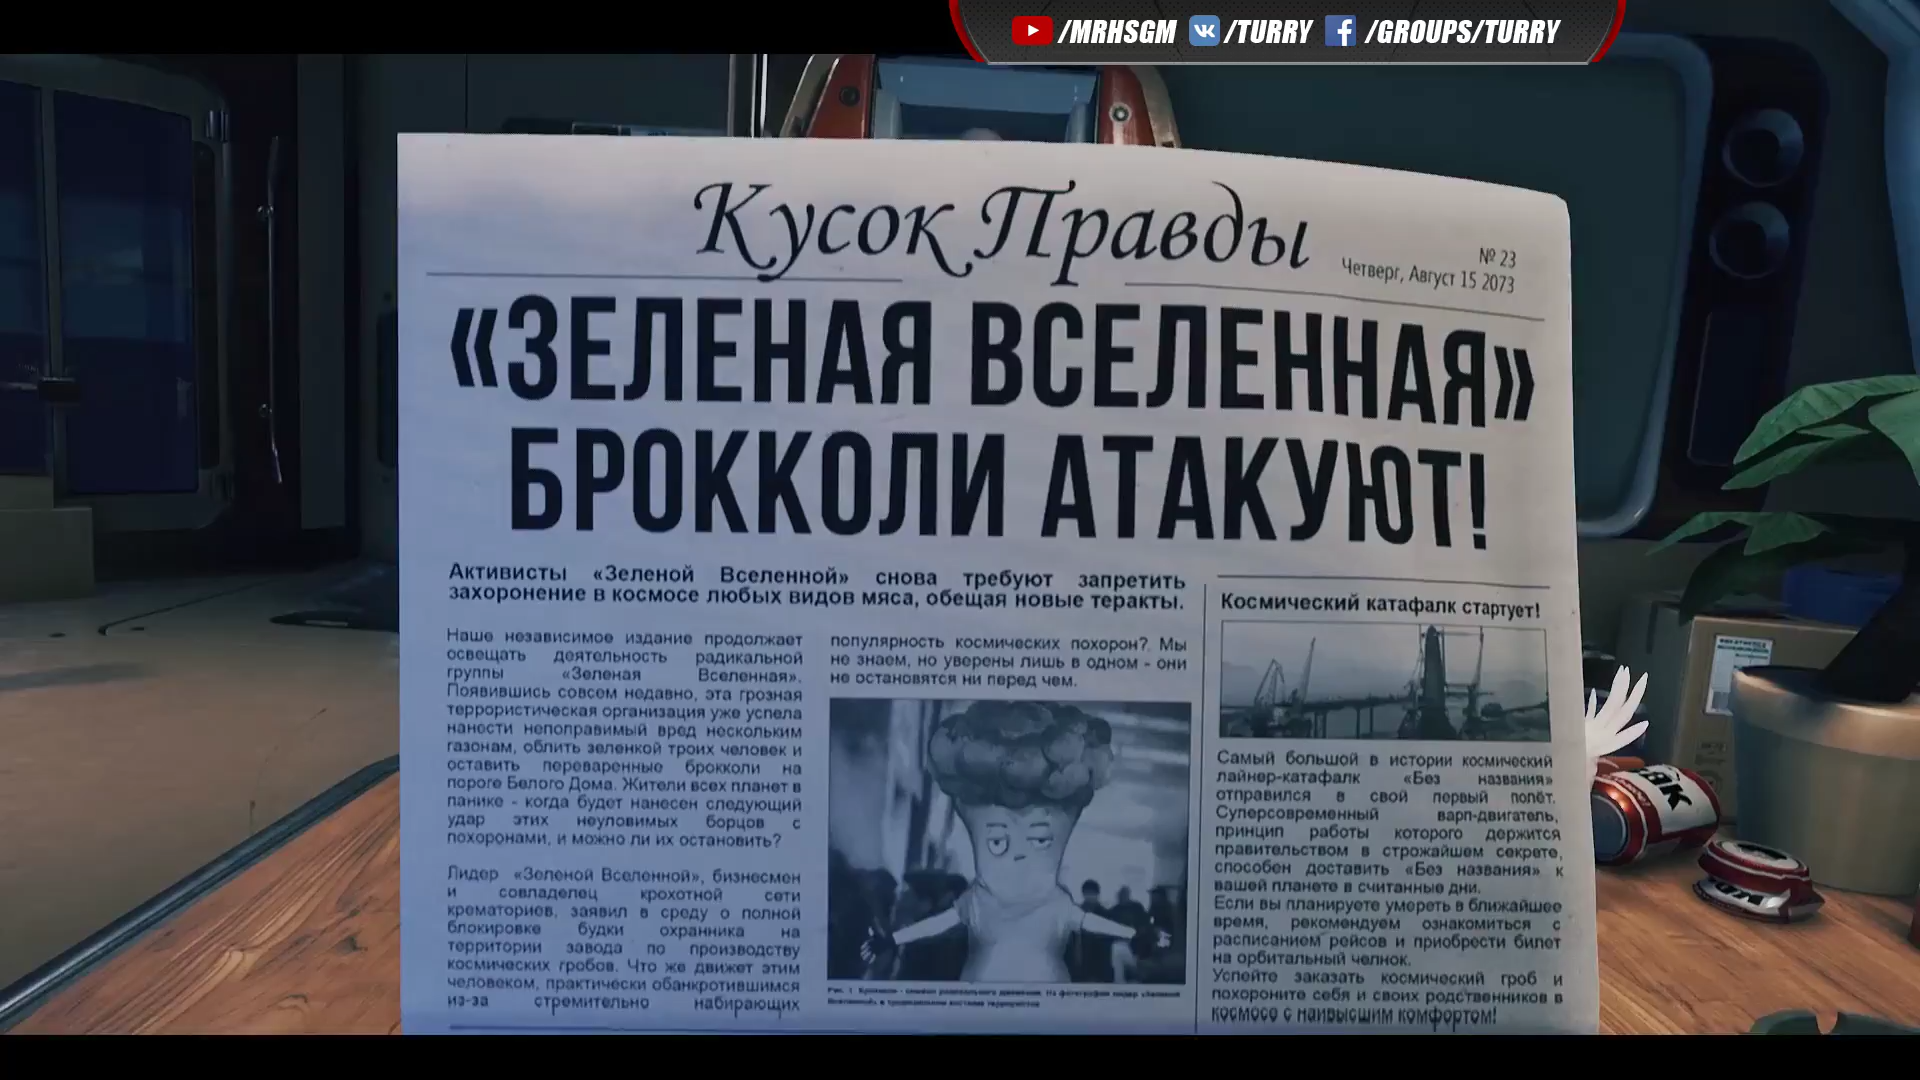 /MRHSGM /TURRY /GROUPS/TURRY
Кусок Правды
№ 23
Четверг, Август 15 2073
«ЗЕЛЕНАЯ ВСЕЛЕННАЯ»
БРОККОЛИ АТАКУЮТ!
Активисты «Зеленой Вселенной» снова требуют запретить
захоронение в космосе любых видов мяса, обещая новые теракты.
Наше независимое издание продолжает
освещать деятельность радикальной
группы «Зеленая Вселенная».
Появившись совсем недавно, эта грозная
террористическая организация уже успела
нанести непоправимый вред нескольким
газонам, облить зеленкой троих человек и
оставить переваренные брокколи на
пороге Белого Дома. Жители всех планет в
панике - когда будет нанесен следующий
удар этих неуловимых борцов с
похоронами, и можно ли их остановить?
Лидер «Зеленой Вселенной», бизнесмен
и совладелец крохотной сети
крематориев, заявил в среду о полной
блокировке будки охранника на
территории завода по производству
космических гробов. Что же движет этим
человеком, практически обанкротившимся
из-за стремительно набирающих
популярность космических похорон? Мы
не знаем, но уверены лишь в одном - они
не остановятся ни перед чем.
Космический катафалк стартует!
Самый большой в истории космический
лайнер-катафалк «Без названия»
отправился в свой первый полёт.
Суперсовременный варп-двигатель,
принцип работы которого держится
правительством в строжайшем секрете,
способен доставить «Без названия» к
вашей планете в считанные дни.
Если вы планируете умереть в ближайшее
время, рекомендуем ознакомиться с
расписанием рейсов и приобрести билет
на орбитальный челнок.
Успейте заказать космический гроб и
похороните себя и своих родственников в
космосе с наивысшим комфортом!